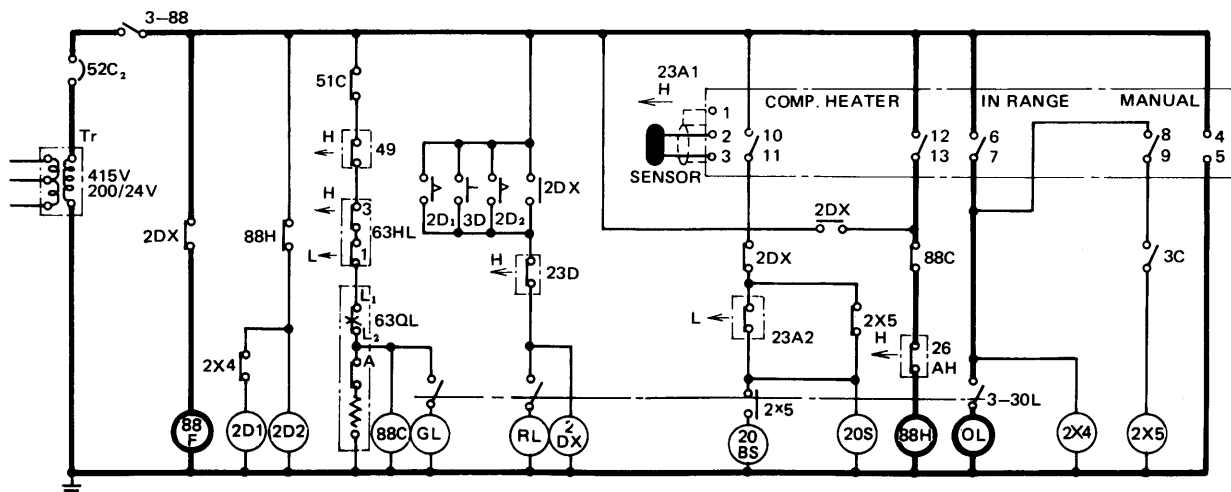 3-88
52C₂
Tr
415V
200/24V
51C
H
49
H
3
63HL
L
1
L₁
63QL
L₂
A
2DX
88H
2X4
2D₁
3D
2D₂
2DX
H
23D
23A1
H
1
2
3
SENSOR
COMP. HEATER
IN RANGE
MANUAL
10
11
12
13
6
7
8
9
4
5
2DX
2DX
88C
3C
L
23A2
2X5
H
26
AH
2X5
3-30L
88
F
2D1
2D2
88C
GL
RL
2
DX
20
BS
20S
88H
OL
2X4
2X5